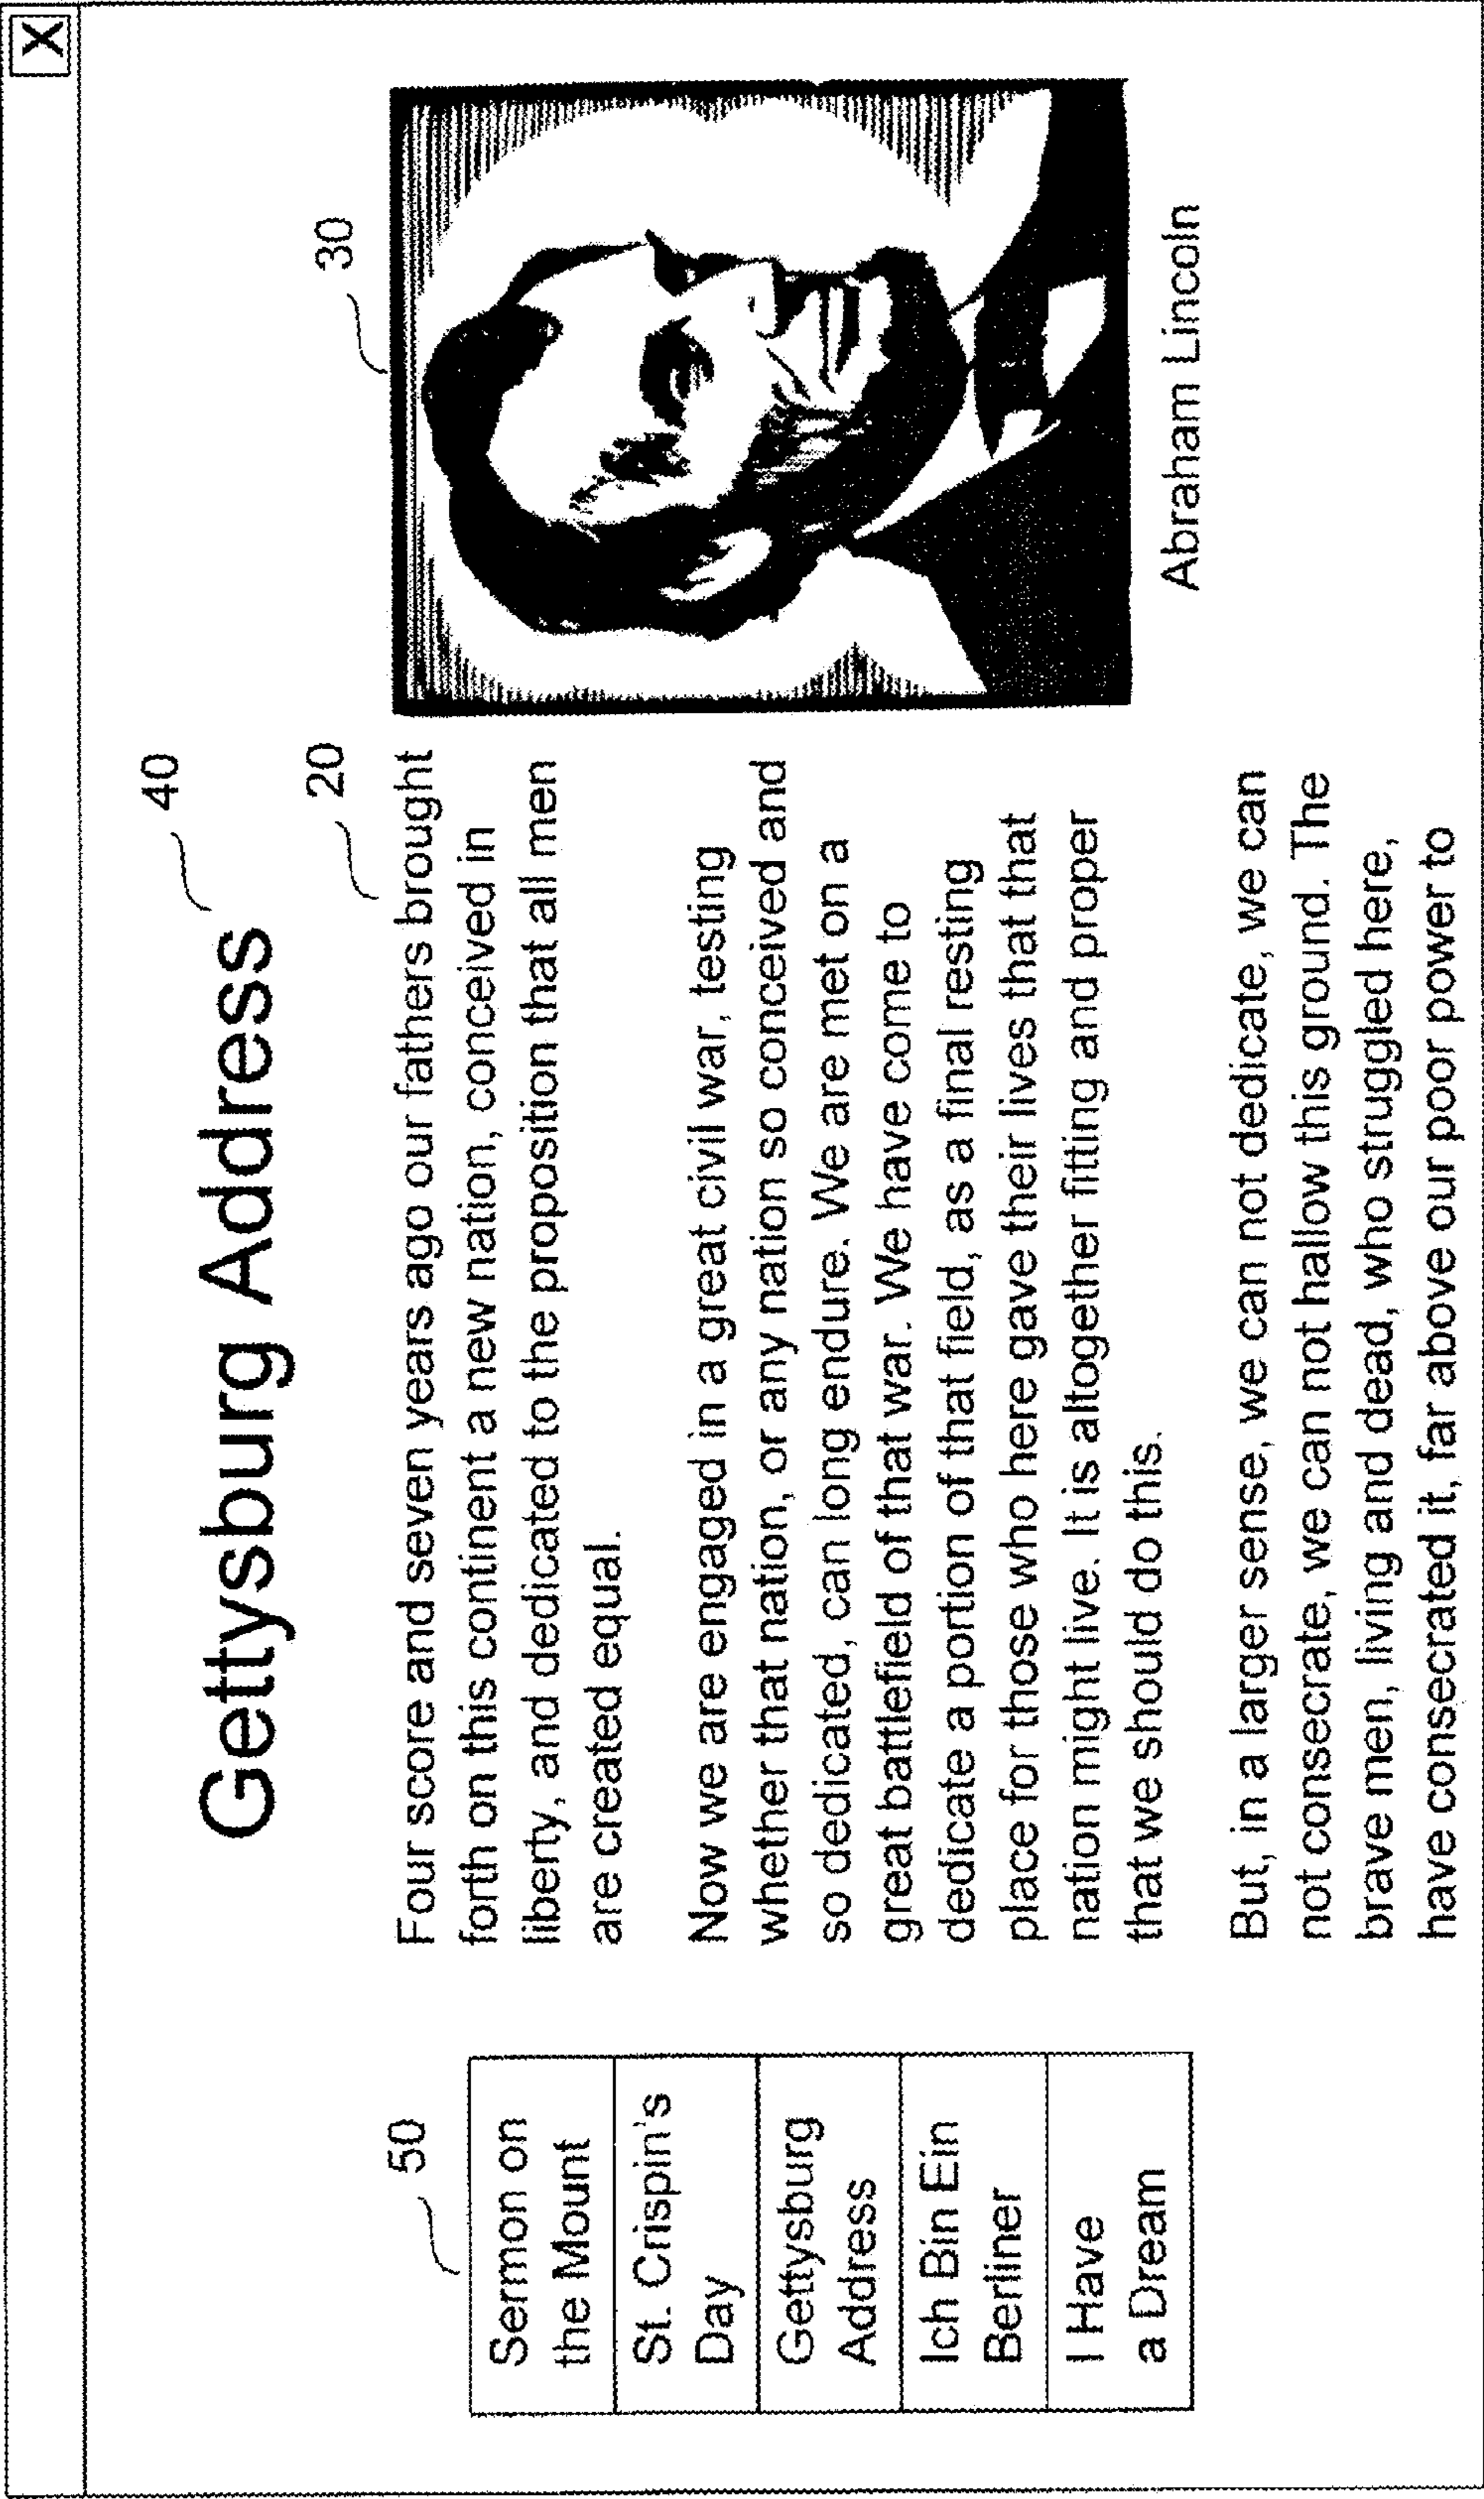 X
Gettysburg Address
40
20
30
50
Sermon on
the Mount
St. Crispin's
Day
Gettysburg
Address
Ich Bin Ein
Berliner
I Have
a Dream
Four score and seven years ago our fathers brought
forth on this continent a new nation, conceived in
liberty, and dedicated to the proposition that all men
are created equal.
Now we are engaged in a great civil war, testing
whether that nation, or any nation so conceived and
so dedicated, can long endure. We are met on a
great battlefield of that war. We have come to
dedicate a portion of that field, as a final resting
place for those who here gave their lives that that
nation might live. It is altogether fitting and proper
that we should do this.
But, in a larger sense, we can not dedicate, we can
not consecrate, we can not hallow this ground. The
brave men, living and dead, who struggled here,
have consecrated it, far above our poor power to
Abraham Lincoln